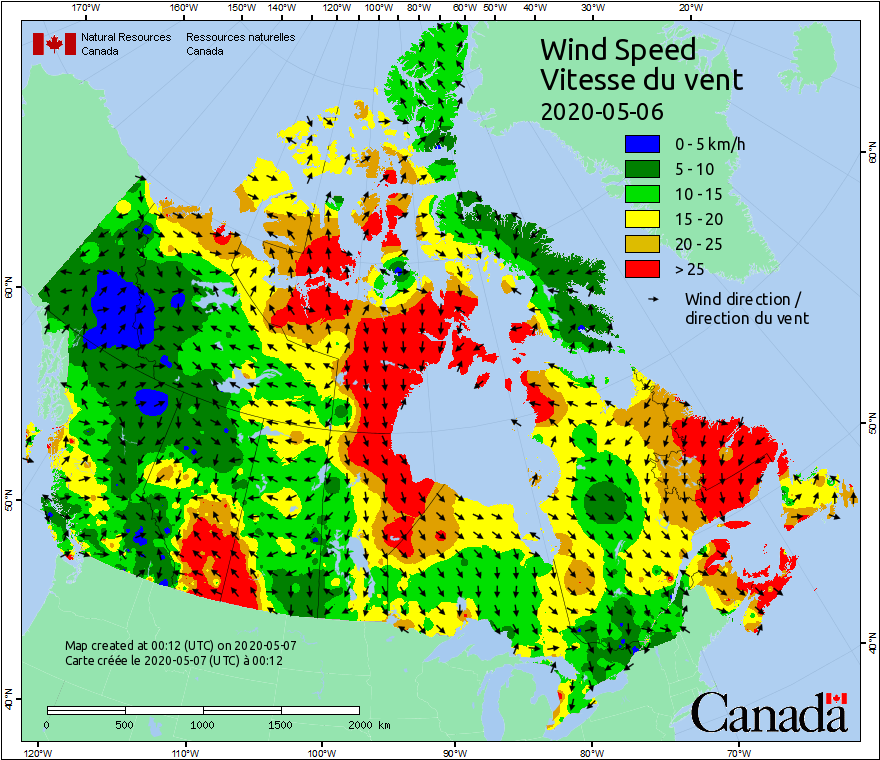 170°W 160°W 150°W 140°W 120°W 110°W 100°W 90°W 80°W 60°W 50°W 40°W 30°W 20°W
Natural Resources Canada
Ressources naturelles Canada
Wind Speed
Vitesse du vent
2020-05-06
0 - 5 km/h
5 - 10
10 - 15
15 - 20
20 - 25
> 25
Wind direction /
direction du vent
60°N
60°N
50°N
50°N
40°N
40°N
Map created at 00:12 (UTC) on 2020-05-07
Carte créée le 2020-05-07 (UTC) à 00:12
0 500 1000 1500 2000 km
Canada
120°W 110°W 100°W 90°W 80°W 70°W